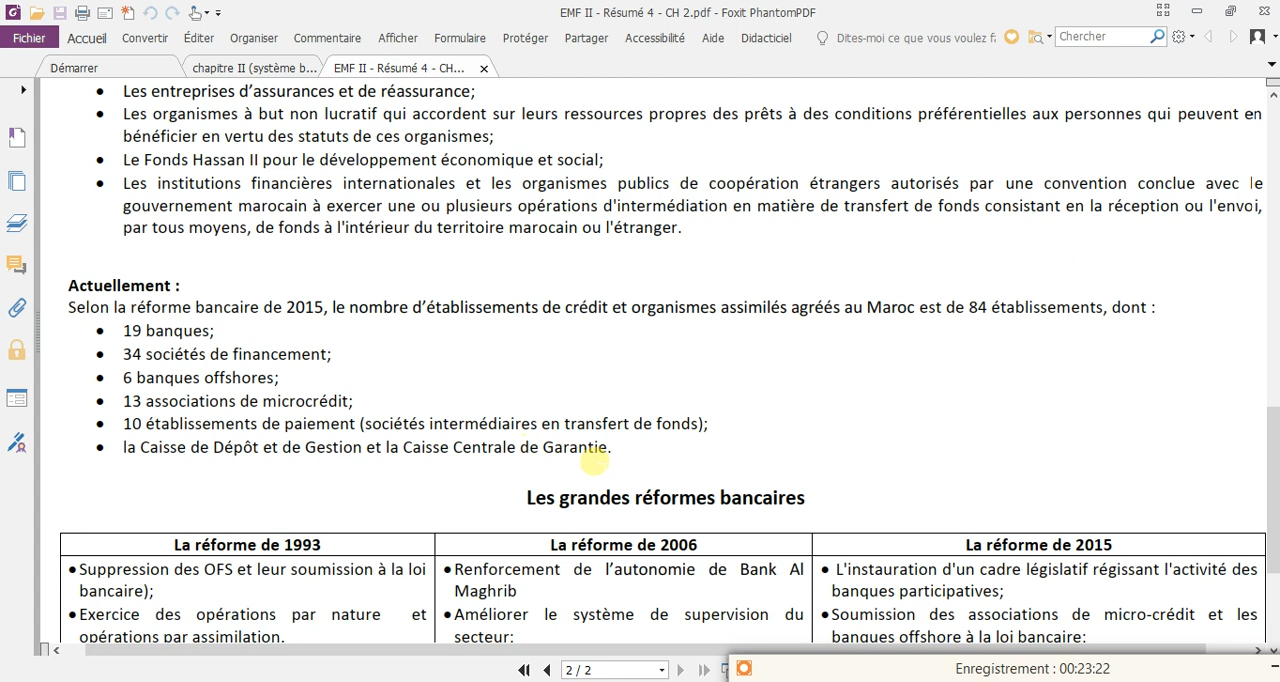 EMF II - Résumé 4 - CH 2.pdf - Foxit PhantomPDF
Fichier Accueil Convertir Éditer Organiser Commentaire Afficher Formulaire Protéger Partager Accessibilité Aide Didacticiel Dites-moi ce que vous voulez f Chercher
Démarrer chapitre II (système b... EMF II - Résumé 4 - CH...
• Les entreprises d'assurances et de réassurance;
• Les organismes à but non lucratif qui accordent sur leurs ressources propres des prêts à des conditions préférentielles aux personnes qui peuvent en
bénéficier en vertu des statuts de ces organismes;
• Le Fonds Hassan II pour le développement économique et social;
• Les institutions financières internationales et les organismes publics de coopération étrangers autorisés par une convention conclue avec le
gouvernement marocain à exercer une ou plusieurs opérations d'intermédiation en matière de transfert de fonds consistant en la réception ou l'envoi,
par tous moyens, de fonds à l'intérieur du territoire marocain ou l'étranger.
Actuellement :
Selon la réforme bancaire de 2015, le nombre d'établissements de crédit et organismes assimilés agréés au Maroc est de 84 établissements, dont :
• 19 banques;
• 34 sociétés de financement;
• 6 banques offshores;
• 13 associations de microcrédit;
• 10 établissements de paiement (sociétés intermédiaires en transfert de fonds);
• la Caisse de Dépôt et de Gestion et la Caisse Centrale de Garantie.
Les grandes réformes bancaires
La réforme de 1993
• Suppression des OFS et leur soumission à la loi
bancaire);
• Exercice des opérations par nature et
opérations par assimilation.
La réforme de 2006
• Renforcement de l'autonomie de Bank Al
Maghrib
• Améliorer le système de supervision du
secteur;
La réforme de 2015
• L'instauration d'un cadre législatif régissant l'activité des
banques participatives;
• Soumission des associations de micro-crédit et les
banques offshore à la loi bancaire;
2 / 2
Enregistrement : 00:23:22